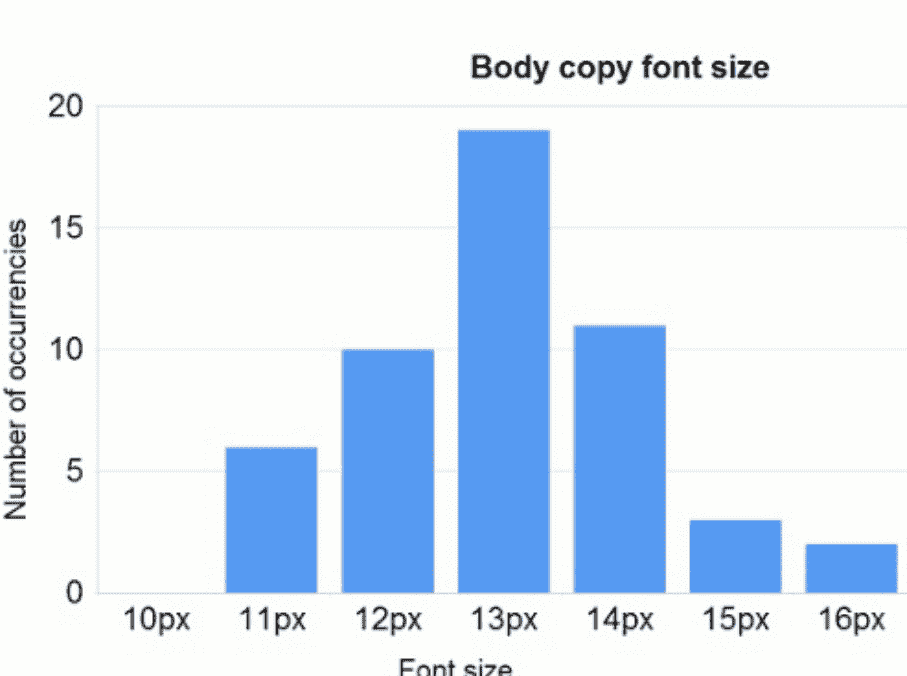 Body copy font size
20
15
10
5
0
Number of occurrencies
10px 11px 12px 13px 14px 15px 16px
Font size